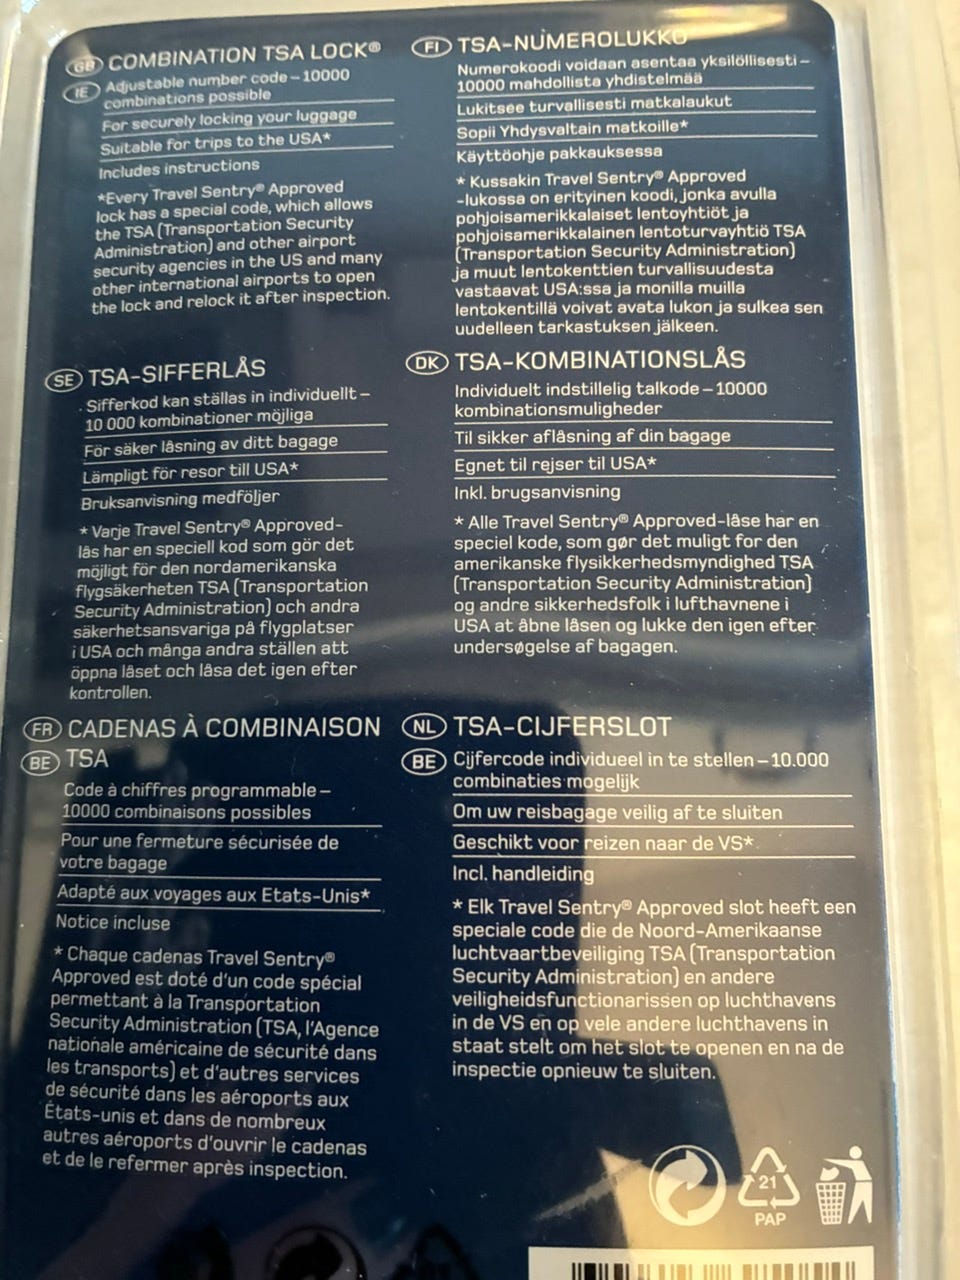 GB COMBINATION TSA LOCK®
IE Adjustable number code – 10000
combinations possible
For securely locking your luggage
Suitable for trips to the USA*
Includes instructions
*Every Travel Sentry® Approved
lock has a special code, which allows
the TSA (Transportation Security
Administration) and other airport
security agencies in the US and many
other international airports to open
the lock and relock it after inspection.
FI TSA-NUMEROLUKKO
Numerokoodi voidaan asentaa yksilöllisesti –
10000 mahdollista yhdistelmää
Lukitsee turvallisesti matkalaukut
Sopii Yhdysvaltain matkoille*
Käyttöohje pakkauksessa
* Kussakin Travel Sentry® Approved
-lukossa on erityinen koodi, jonka avulla
pohjoisamerikkalaiset lentoyhtiöt ja
pohjoisamerikkalainen lentoturvayhtiö TSA
(Transportation Security Administration)
ja muut lentokenttien turvallisuudesta
vastaavat USA:ssa ja monilla muilla
lentokentillä voivat avata lukon ja sulkea sen
uudelleen tarkastuksen jälkeen.
SE TSA-SIFFERLÅS
Sifferkod kan ställas in individuellt –
10 000 kombinationer möjliga
För säker låsning av ditt bagage
Lämpligt för resor till USA*
Bruksanvisning medföljer
* Varje Travel Sentry® Approved-
lås har en speciell kod som gör det
möjligt för den nordamerikanska
flygsäkerheten TSA (Transportation
Security Administration) och andra
säkerhetsansvariga på flygplatser
i USA och många andra ställen att
öppna låset och låsa det igen efter
kontrollen.
DK TSA-KOMBINATIONSLÅS
Individuelt indstillelig talkode – 10000
kombinationsmuligheder
Til sikker aflåsning af din bagage
Egnet til rejser til USA*
Inkl. brugsanvisning
* Alle Travel Sentry® Approved-låse har en
speciel kode, som gør det muligt for den
amerikanske flysikkerhedsmyndighed TSA
(Transportation Security Administration)
og andre sikkerhedsfolk i lufthavnene i
USA at åbne låsen og lukke den igen efter
undersøgelse af bagagen.
FR CADENAS À COMBINAISON
BE TSA
Code à chiffres programmable –
10000 combinaisons possibles
Pour une fermeture sécurisée de
votre bagage
Adapté aux voyages aux Etats-Unis*
Notice incluse
* Chaque cadenas Travel Sentry®
Approved est doté d'un code spécial
permettant à la Transportation
Security Administration (TSA, l'Agence
nationale américaine de sécurité dans
les transports) et d'autres services
de sécurité dans les aéroports aux
États-unis et dans de nombreux
autres aéroports d'ouvrir le cadenas
et de le refermer après inspection.
NL TSA-CIJFERSLOT
BE Cijfercode individueel in te stellen – 10.000
combinaties mogelijk
Om uw reisbagage veilig af te sluiten
Geschikt voor reizen naar de VS*
Incl. handleiding
* Elk Travel Sentry® Approved slot heeft een
speciale code die de Noord-Amerikaanse
luchtvaartbeveiliging TSA (Transportation
Security Administration) en andere
veiligheidsfunctionarissen op luchthavens
in de VS en op vele andere luchthavens in
staat stelt om het slot te openen en na de
inspectie opnieuw te sluiten.
21
PAP